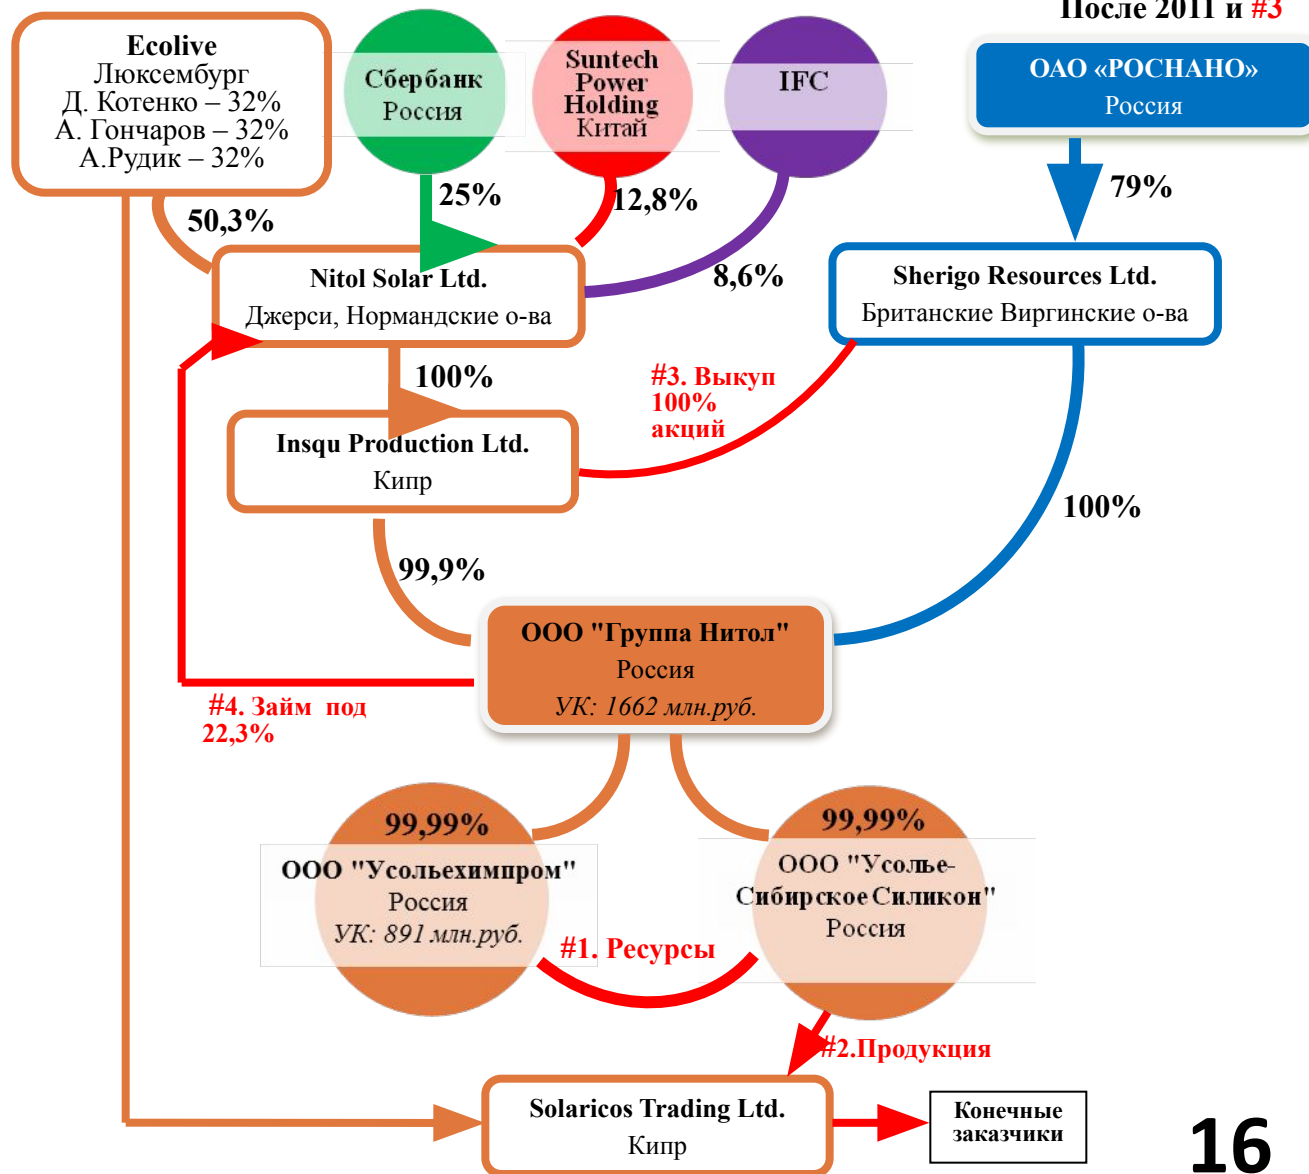 После 2011 и #3
Ecolive
Люксембург
Д. Котенко – 32%
А. Гончаров – 32%
А.Рудик – 32%
Сбербанк
Россия
Suntech
Power
Holding
Китай
IFC
ОАО «РОСНАНО»
Россия
50,3%
25%
12,8%
8,6%
79%
Nitol Solar Ltd.
Джерси, Нормандские о-ва
Sherigo Resources Ltd.
Британские Виргинские о-ва
100%
#3. Выкуп
100%
акций
Insqu Production Ltd.
Кипр
100%
99,9%
ООО "Группа Нитол"
Россия
УК: 1662 млн.руб.
#4. Займ под
22,3%
99,99%
ООО "Усольехимпром"
Россия
УК: 891 млн.руб.
99,99%
ООО "Усолье-
Сибирское Силикон"
Россия
#1. Ресурсы
#2.Продукция
Solaricos Trading Ltd.
Кипр
Конечные
заказчики
16